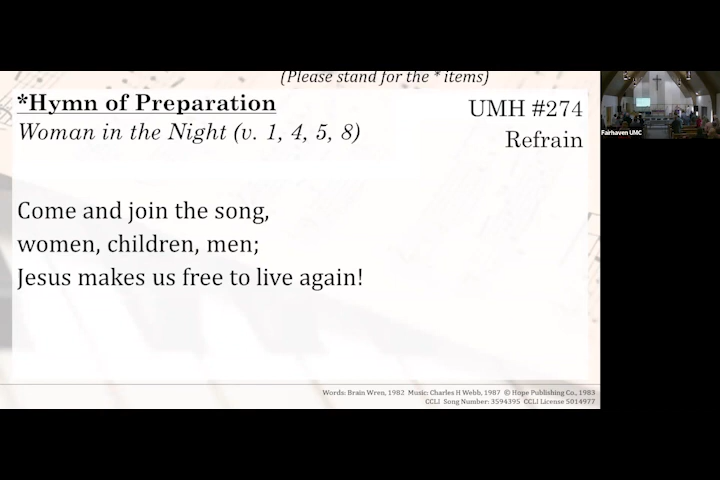 (Please stand for the * items)
*Hymn of Preparation
UMH #274
Woman in the Night (v. 1, 4, 5, 8)
Refrain
Come and join the song,
women, children, men;
Jesus makes us free to live again!
Words: Brain Wren, 1982 Music: Charles H Webb, 1987 © Hope Publishing Co., 1983
CCLI Song Number: 3594395 CCLI License 5014977
Fairhaven UMC